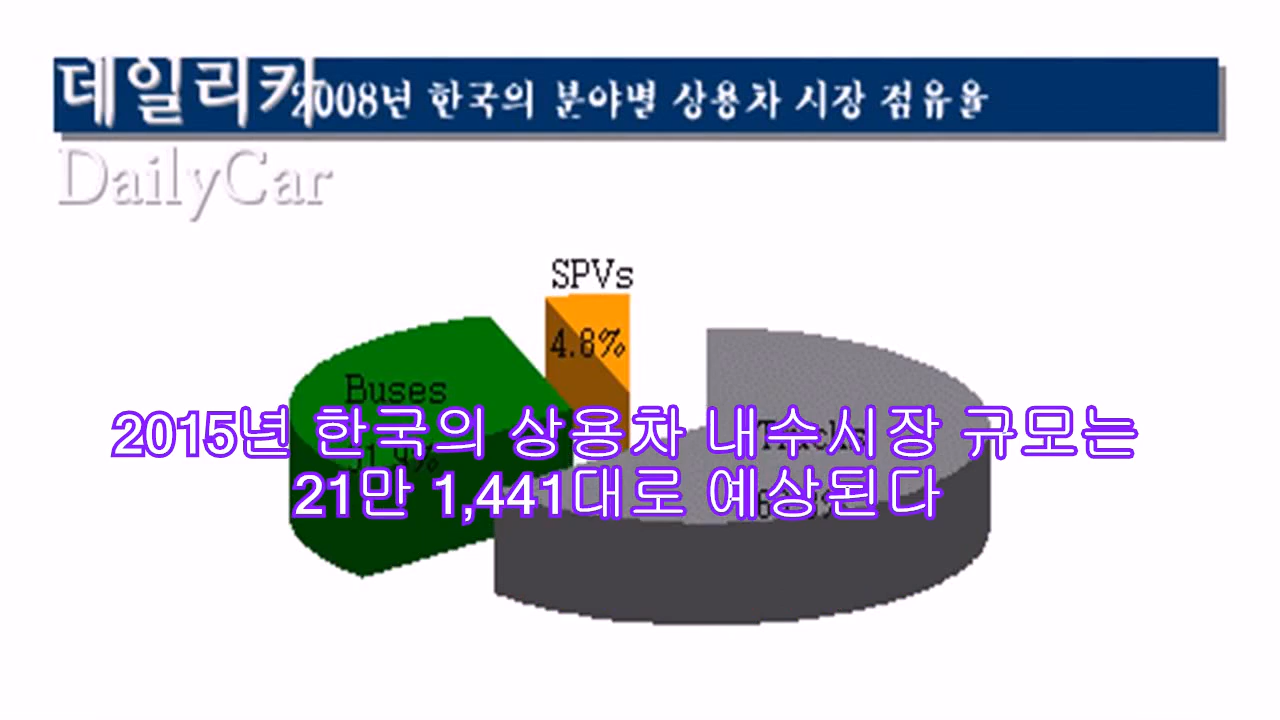 데일리카
2008년 한국의 분야별 상용차 시장 점유율
DailyCar
SPVs
4.8%
Buses
Trucks
2015년 한국의 상용차 내수시장 규모는
21만 1,441대로 예상된다